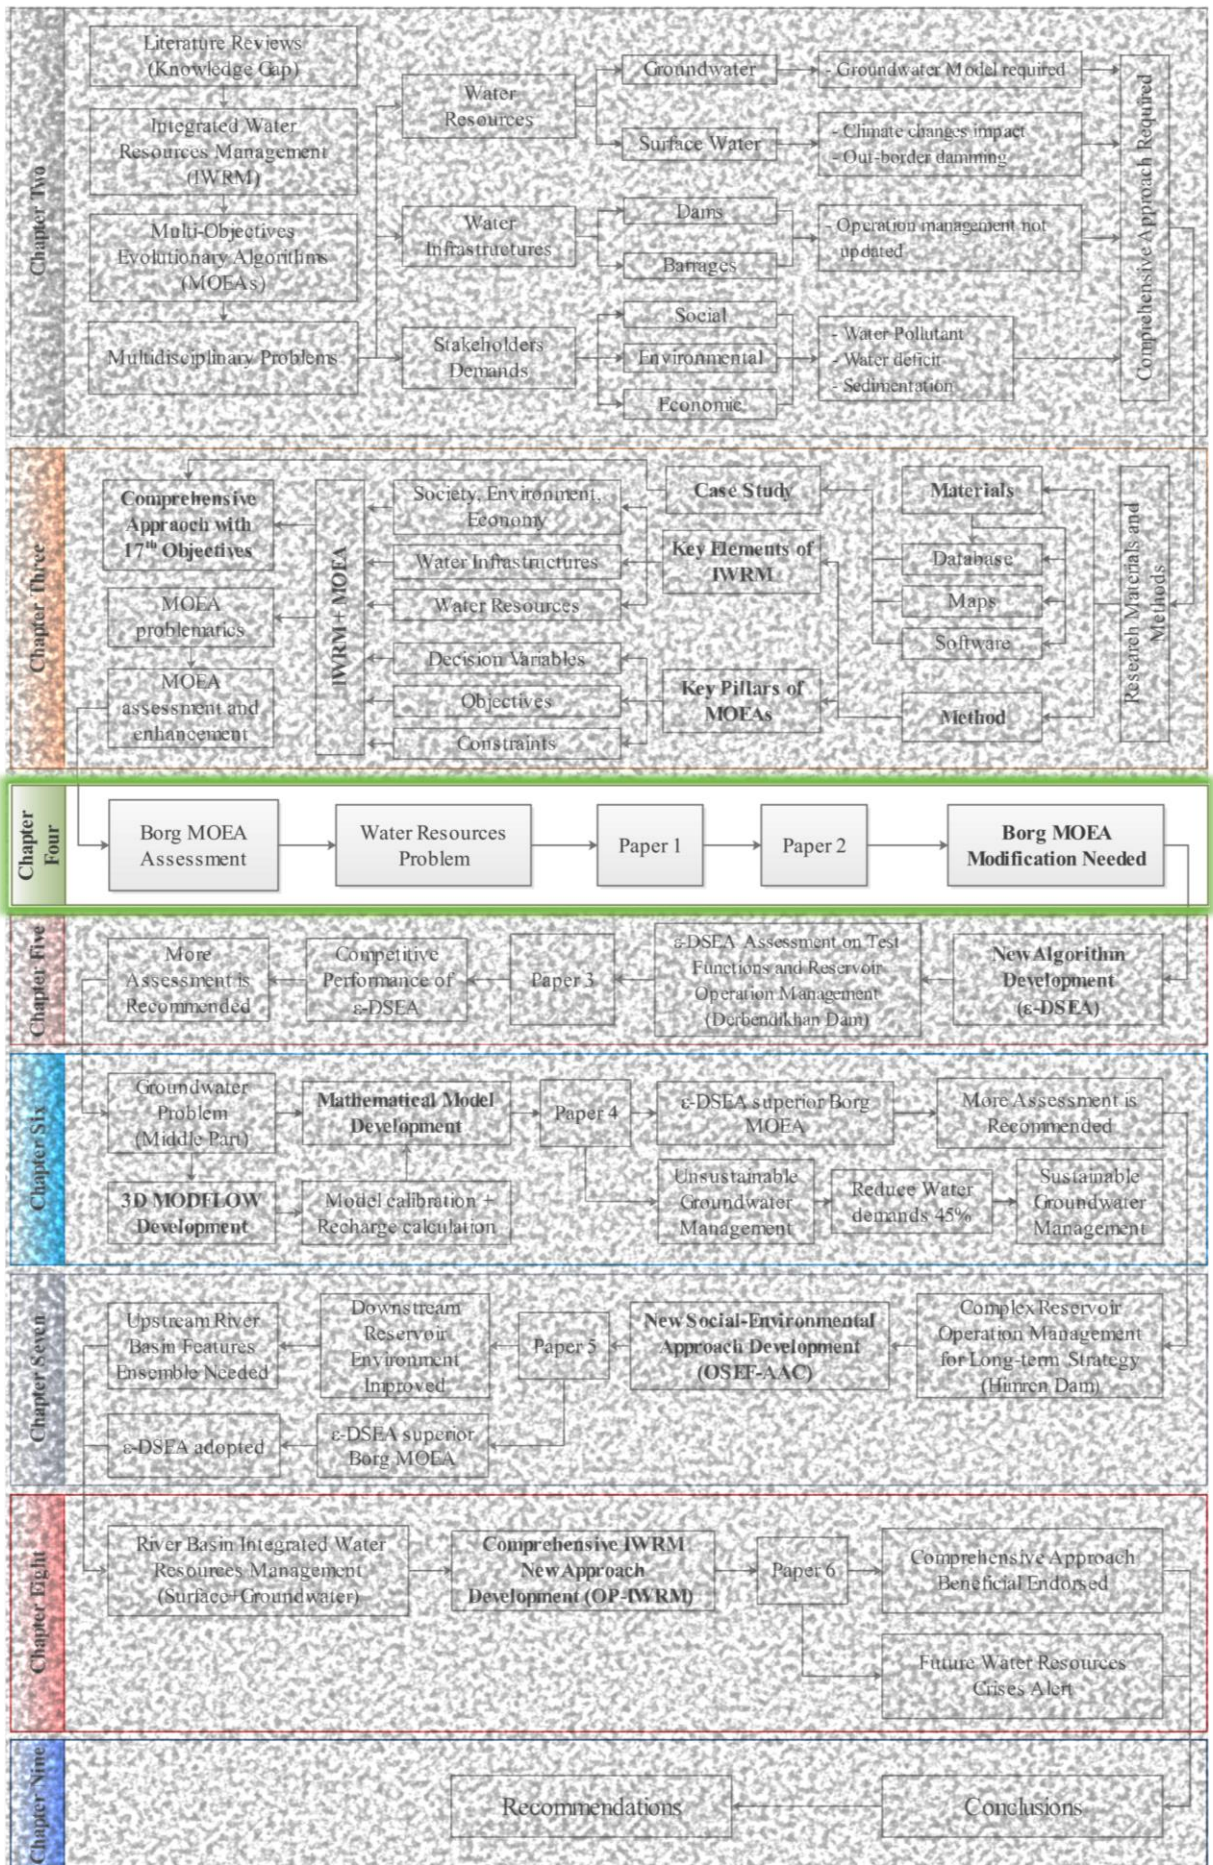 Chapter Two
Literature Reviews
(Knowledge Gap)
Integrated Water
Resources Management
(IWRM)
Multi-Objectives
Evolutionary Algorithms
(MOEAs)
Multidisciplinary Problems
Water
Resources
Water
Infrastructures
Stakeholders
Demands
Groundwater
Surface Water
Dams
Barrages
Social
Environmental
Economic
- Groundwater Model required
- Climate changes impact
- Out-border damming
- Operation management not
updated
- Water Pollutant
- Water deficit
- Sedimentation
Comprehensive Approach Required
Chapter Three
Comprehensive
Appraoch with
17th Objectives
MOEA
problematics
MOEA
assessment and
enhancement
IWRM+ MOEA
Society, Environment,
Economy
Water Infrastructures
Water Resources
Decision Variables
Objectives
Constraints
Case Study
Key Elements of
IWRM
Key Pillars of
MOEAs
Materials
Database
Maps
Software
Method
Research Materials and
Methods
Chapter
Four
Borg MOEA
Assessment
Water Resources
Problem
Paper 1
Paper 2
Borg MOEA
Modification Needed
Chapter Five
More
Assessment is
Recommended
Competitive
Performance of
ε-DSEA
Paper 3
ε-DSEA Assessment on Test
Functions and Reservoir
Operation Management
(Derbendikhan Dam)
New Algorithm
Development
(ε-DSEA)
Chapter Six
Groundwater
Problem
(Middle Part)
Mathematical Model
Development
Paper 4
ε-DSEA superior Borg
MOEA
More Assessment is
Recommended
3D MODFLOW
Development
Model calibration +
Recharge calculation
Unsustainable
Groundwater
Management
Reduce Water
demands 45%
Sustainable
Groundwater
Management
Chapter Seven
Upstream River
Basin Features
Ensemble Needed
Downstream
Reservoir
Environment
Improved
Paper 5
New Social-Environmental
Approach Development
(OSEF-AAC)
Complex Reservoir
Operation Management
for Long-term Strategy
(Himren Dam)
ε-DSEA adopted
ε-DSEA superior
Borg MOEA
Chapter Eight
River Basin Integrated Water
Resources Management
(Surface+Groundwater)
Comprehensive IWRM
New Approach
Development (OP-IWRM)
Paper 6
Comprehensive Approach
Beneficial Endorsed
Future Water Resources
Crises Alert
Chapter Nine
Recommendations
Conclusions